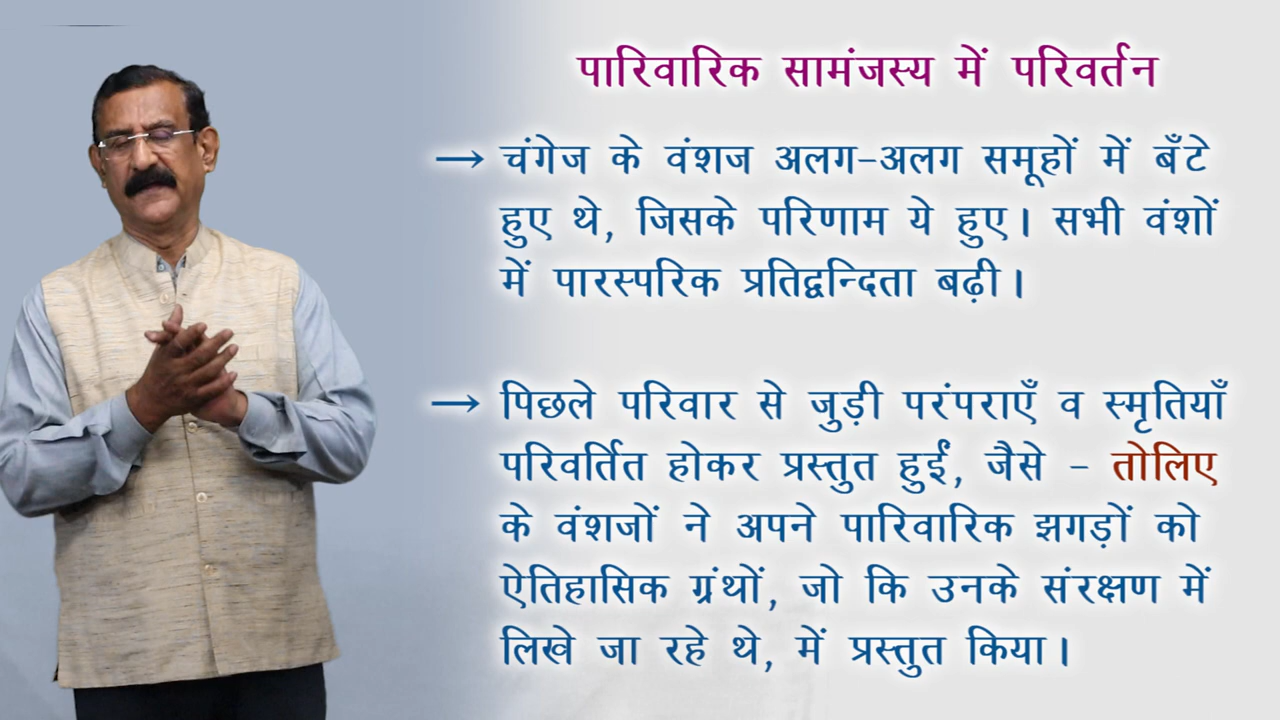 पारिवारिक सामंजस्य में परिवर्तन
→ चंगेज के वंशज अलग-अलग समूहों में बँटे
हुए थे, जिसके परिणाम ये हुए। सभी वंशों
में पारस्परिक प्रतिद्वन्दिता बढ़ी।
→ पिछले परिवार से जुड़ी परंपराएँ व स्मृतियाँ
परिवर्तित होकर प्रस्तुत हुईं, जैसे - तोलिए
के वंशजों ने अपने पारिवारिक झगड़ों को
ऐतिहासिक ग्रंथों, जो कि उनके संरक्षण में
लिखे जा रहे थे, में प्रस्तुत किया।